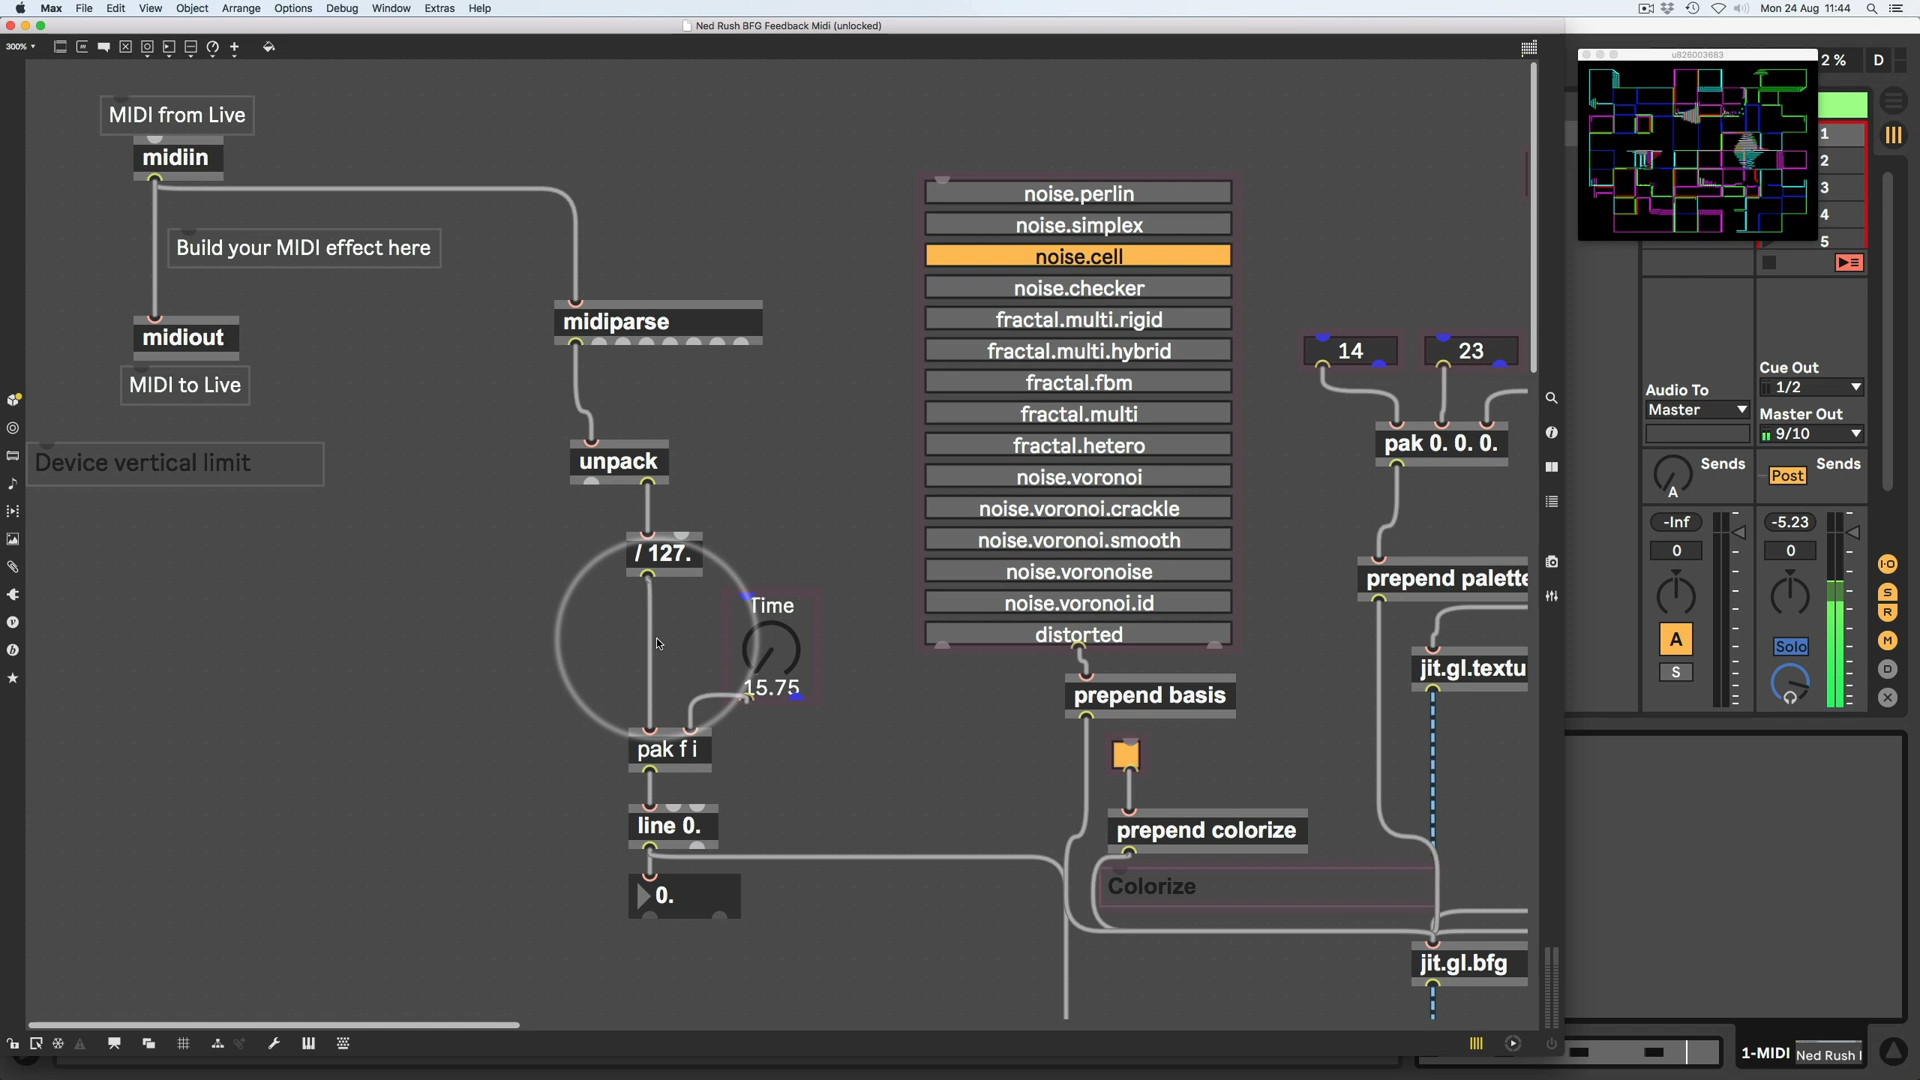 Max File Edit View Object Arrange Options Debug Window Extras Help
Mon 24 Aug 11:44
Ned Rush BFG Feedback Midi (unlocked)
300%
u826003683
2 %
D
MIDI from Live
midiin
Build your MIDI effect here
midiout
MIDI to Live
Device vertical limit
midiparse
unpack
/ 127.
Time
15.75
pak f i
line 0.
0.
noise.perlin
noise.simplex
noise.cell
noise.checker
fractal.multi.rigid
fractal.multi.hybrid
fractal.fbm
fractal.multi
fractal.hetero
noise.voronoi
noise.voronoi.crackle
noise.voronoi.smooth
noise.voronoise
noise.voronoi.id
distorted
prepend basis
prepend colorize
Colorize
14
23
pak 0. 0. 0.
prepend palette
jit.gl.textu
jit.gl.bfg
1
2
3
4
5
Cue Out
1/2
Audio To
Master
Master Out
9/10
Sends
A
Post
Sends
-Inf
0
-5.23
0
A
S
Solo
I·O
S
R
M
D
1-MIDI
Ned Rush I